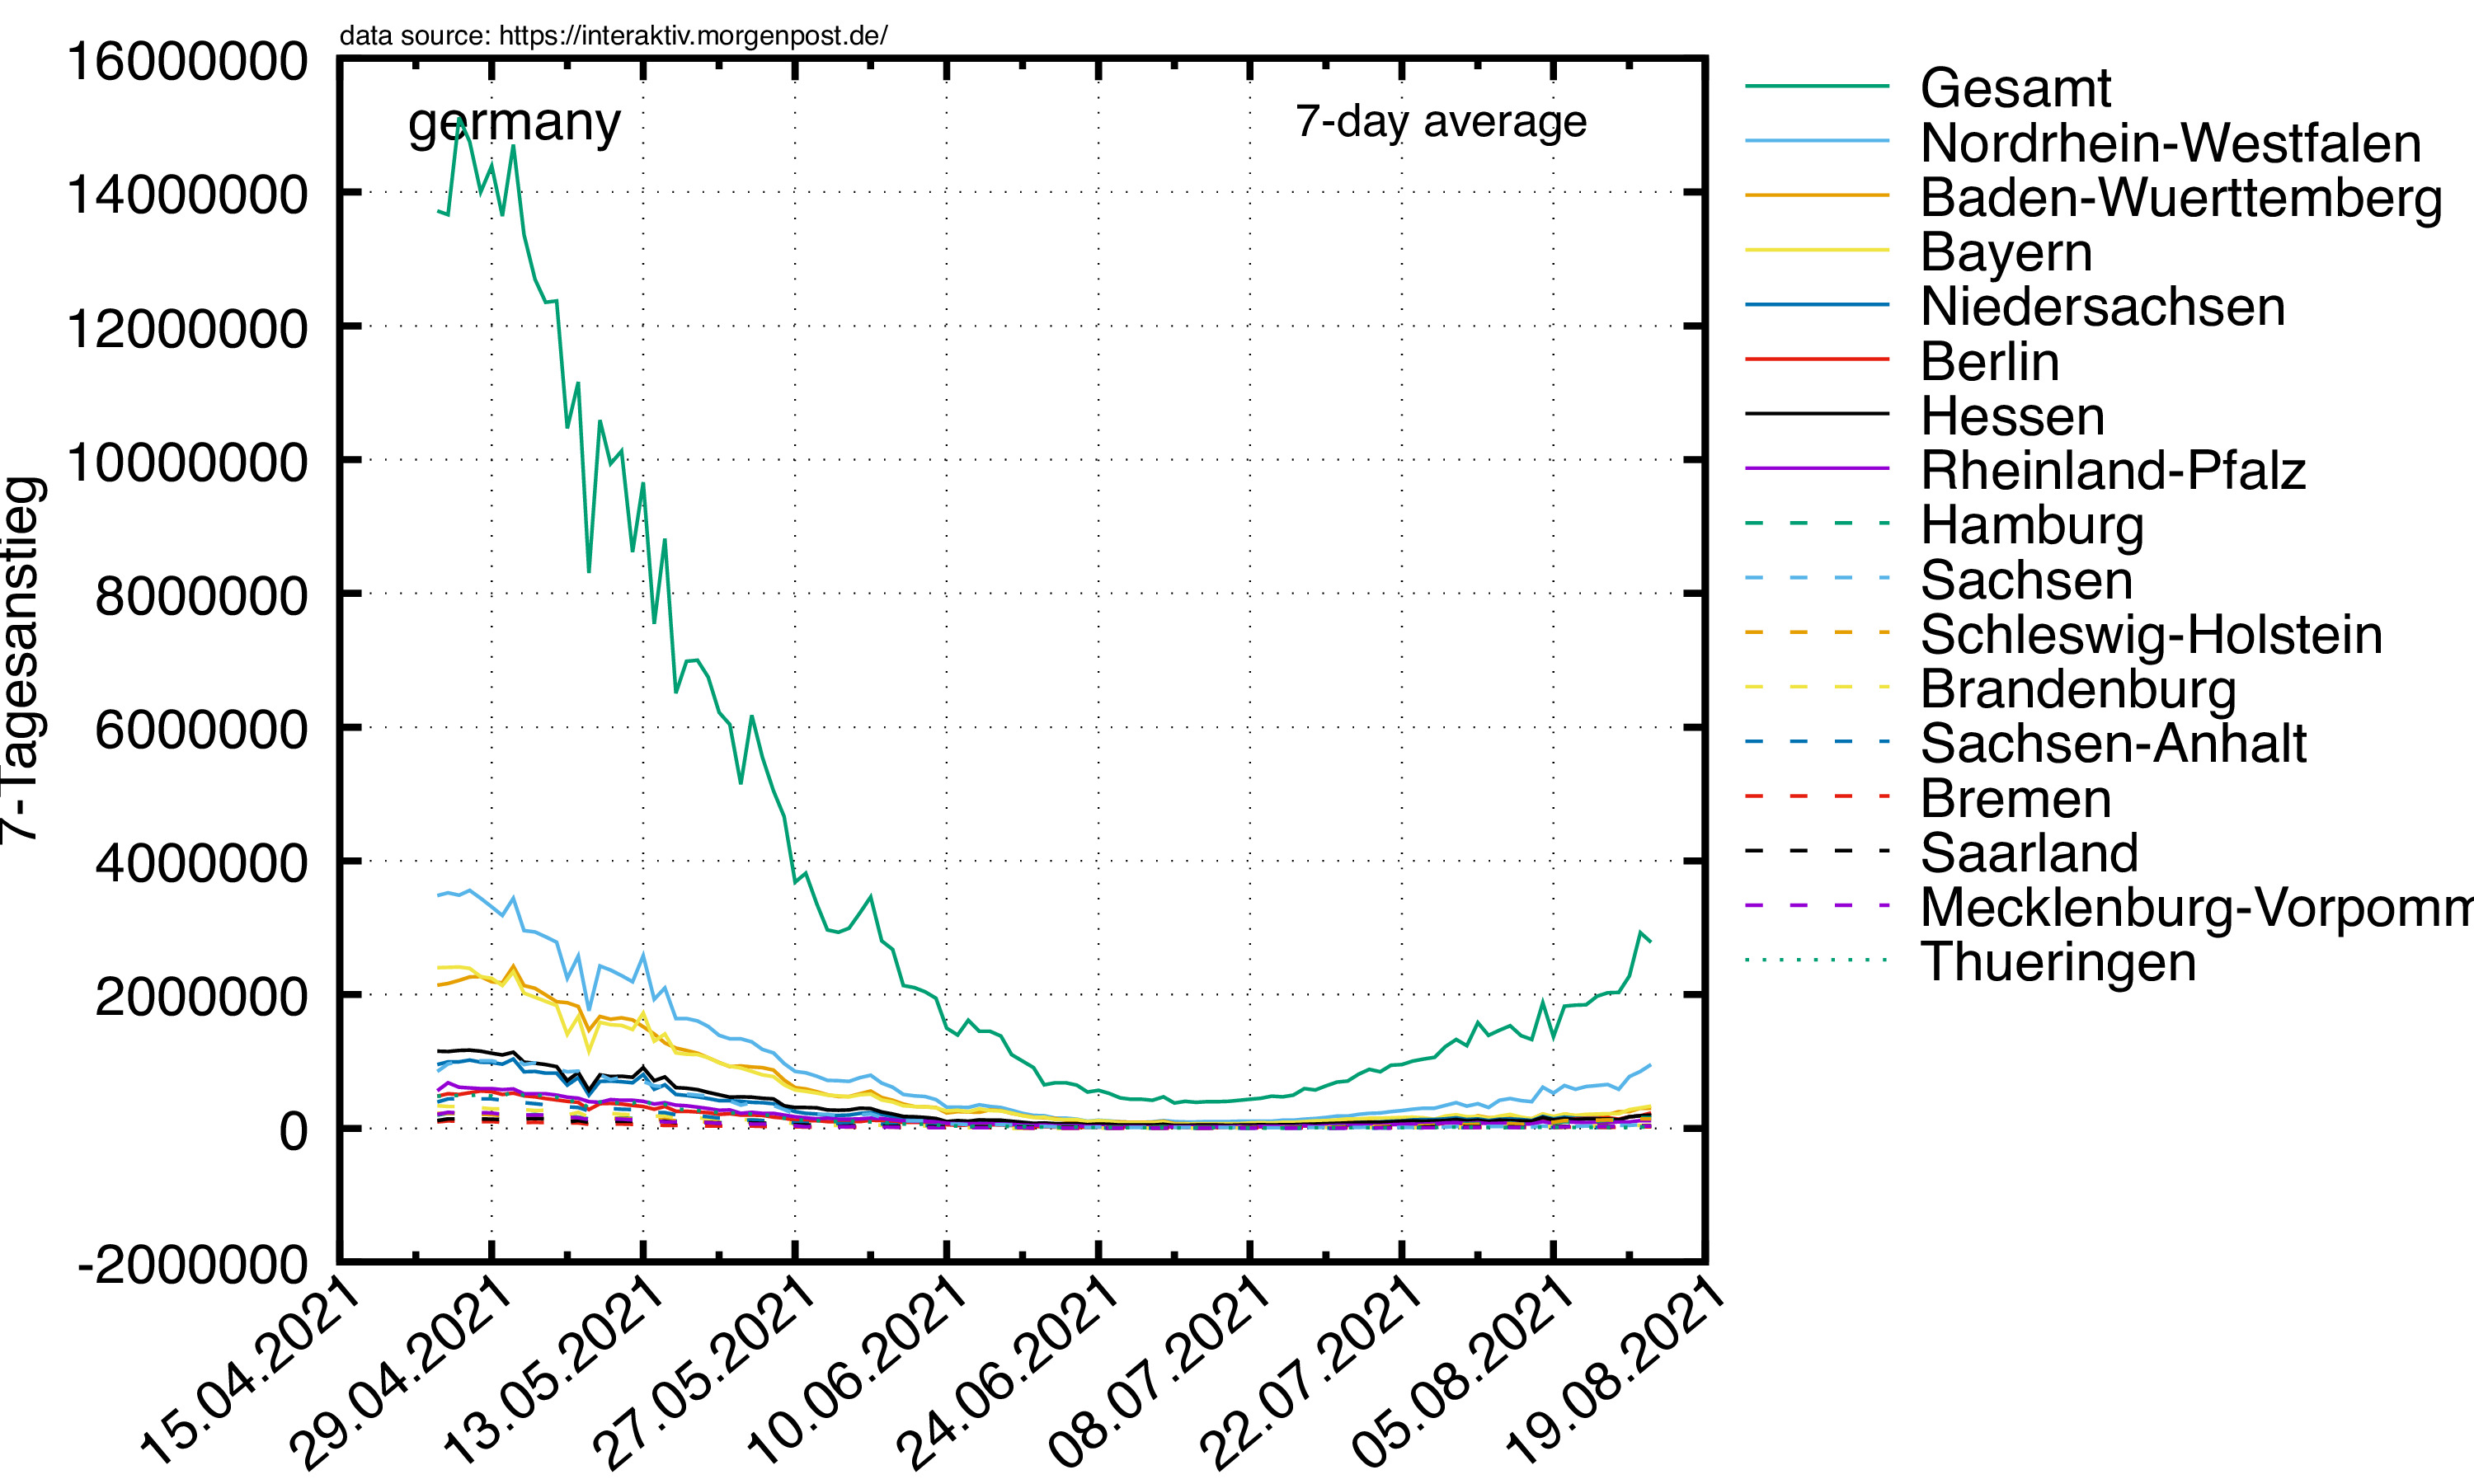 data source: https://interaktiv.morgenpost.de/
germany
7-day average
7-Tagesanstieg
16000000
14000000
12000000
10000000
8000000
6000000
4000000
2000000
0
-2000000
15.04.2021
29.04.2021
13.05.2021
27.05.2021
10.06.2021
24.06.2021
08.07.2021
22.07.2021
05.08.2021
19.08.2021
Gesamt
Nordrhein-Westfalen
Baden-Wuerttemberg
Bayern
Niedersachsen
Berlin
Hessen
Rheinland-Pfalz
Hamburg
Sachsen
Schleswig-Holstein
Brandenburg
Sachsen-Anhalt
Bremen
Saarland
Mecklenburg-Vorpomm
Thueringen